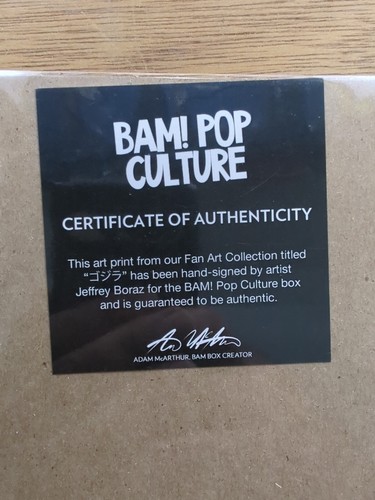 BAM! POP
CULTURE
CERTIFICATE OF AUTHENTICITY
This art print from our Fan Art Collection titled
"ゴジラ" has been hand-signed by artist
Jeffrey Boraz for the BAM! Pop Culture box
and is guaranteed to be authentic.
ADAM McARTHUR, BAM BOX CREATOR